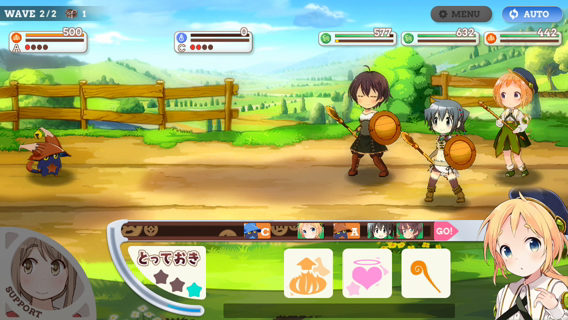 WAVE 2/2 1
MENU
AUTO
500
A
0
C
577
632
442
C
A
GO!
とっておき
SUPPORT